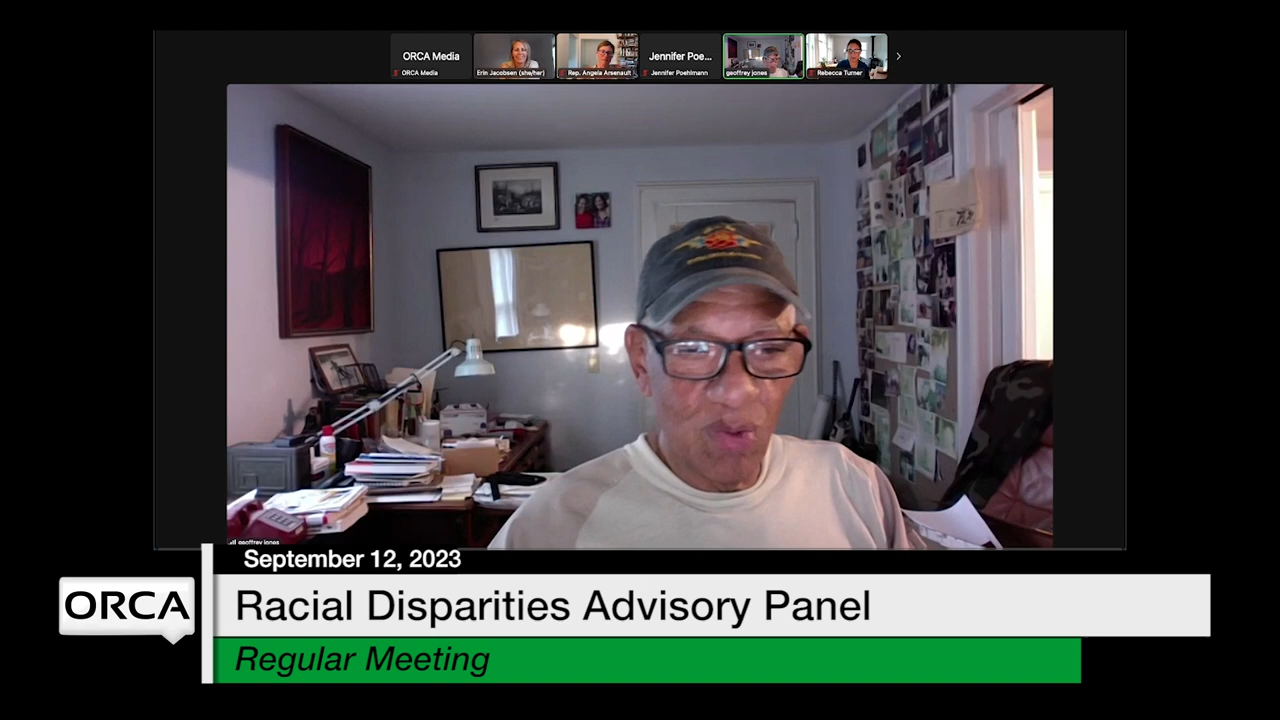 ORCA Media
Jennifer Poe...
ORCA Media
Erin Jacobsen (she/her)
Rep. Angela Arsenault
Jennifer Poehlmann
geoffrey jones
Rebecca Turner
geoffrey jones
September 12, 2023
ORCA
Racial Disparities Advisory Panel
Regular Meeting